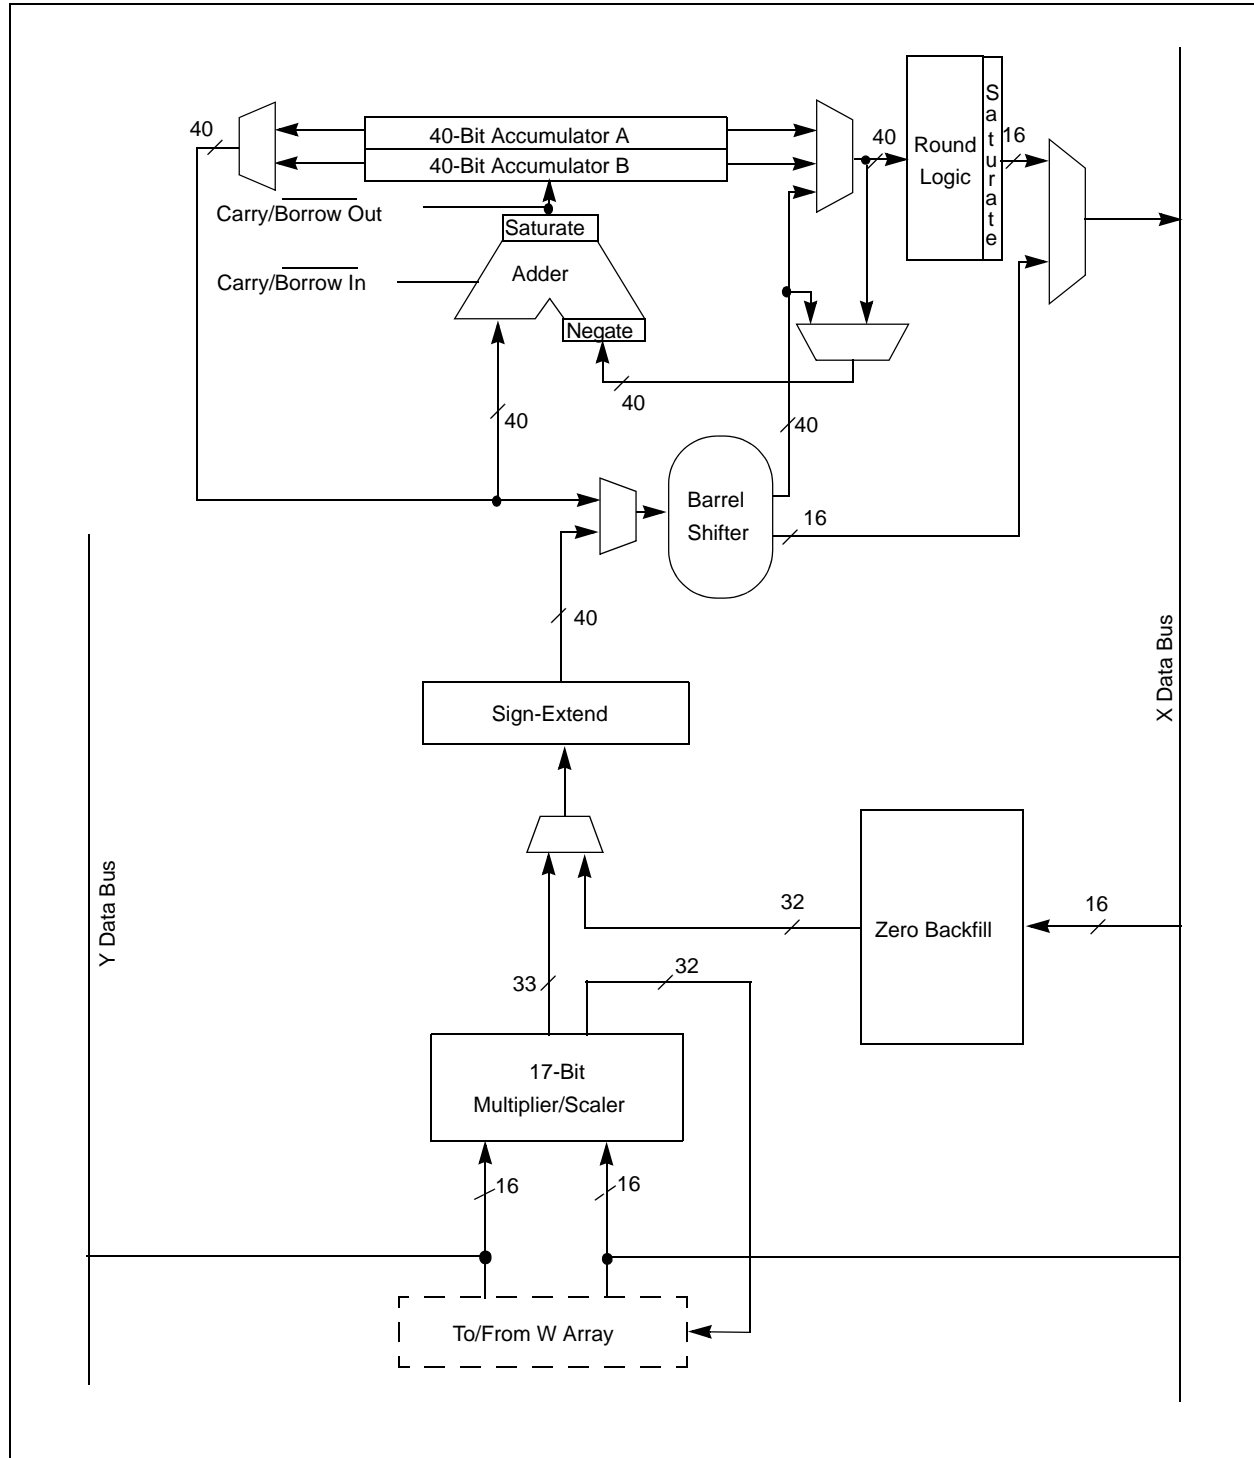 40
40-Bit Accumulator A
40-Bit Accumulator B
40
Round
Logic
Saturate
16
Carry/Borrow Out
Saturate
Carry/Borrow In
Adder
Negate
40
40
40
Barrel
Shifter
16
40
Sign-Extend
X Data Bus
Y Data Bus
32
Zero Backfill
16
33
32
17-Bit
Multiplier/Scaler
16
16
To/From W Array